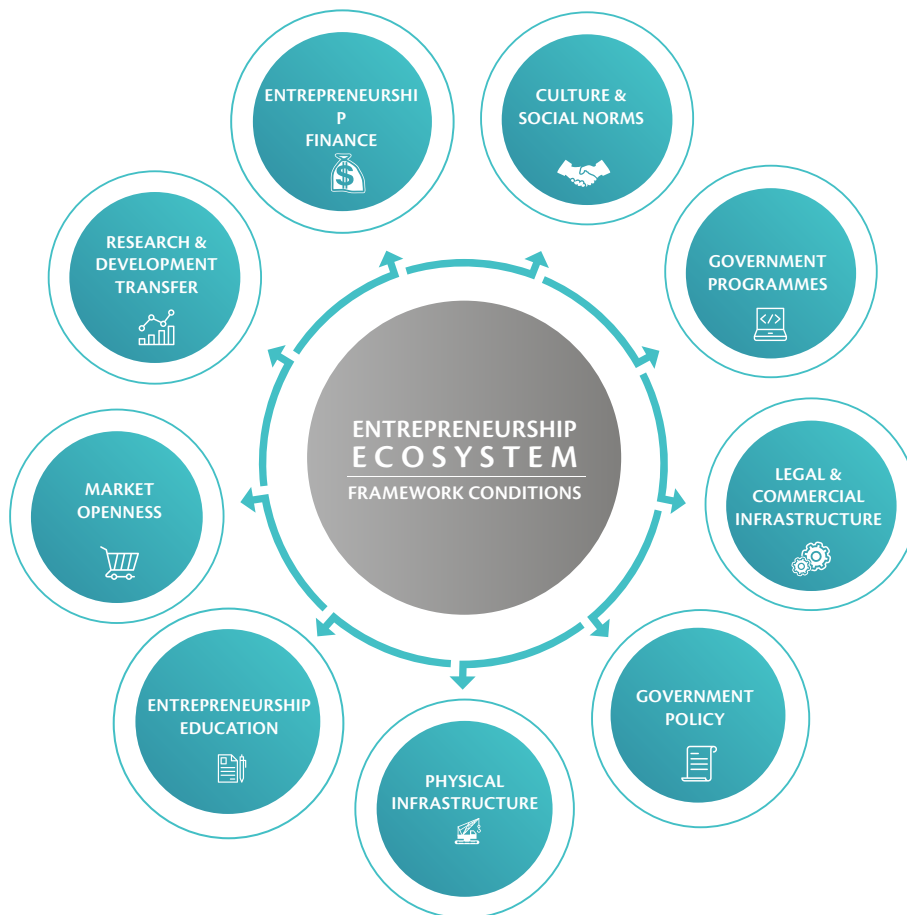 ENTREPRENEURSHI
P
FINANCE
$
CULTURE &
SOCIAL NORMS
RESEARCH &
DEVELOPMENT
TRANSFER
GOVERNMENT
PROGRAMMES
</>
ENTREPRENEURSHIP
ECOSYSTEM
FRAMEWORK CONDITIONS
MARKET
OPENNESS
LEGAL &
COMMERCIAL
INFRASTRUCTURE
ENTREPRENEURSHIP
EDUCATION
GOVERNMENT
POLICY
PHYSICAL
INFRASTRUCTURE